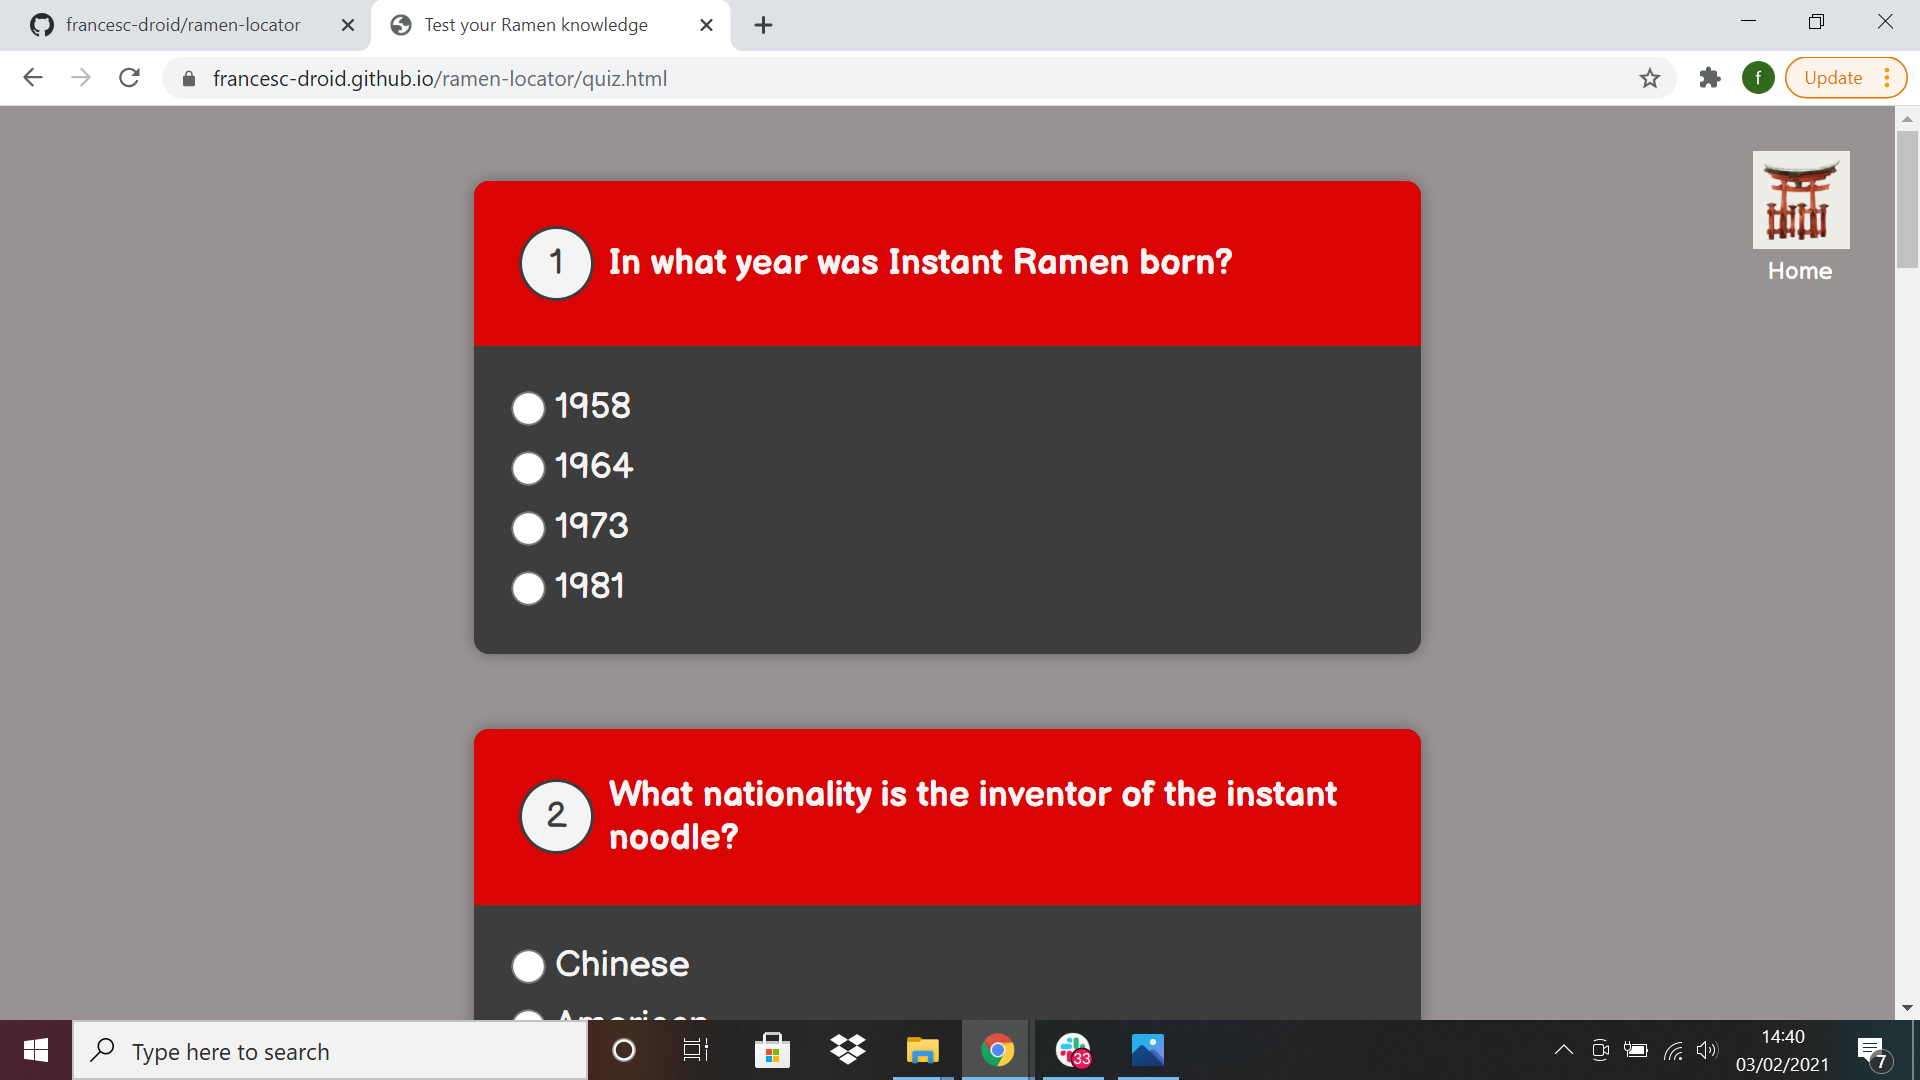 francesc-droid/ramen-locator
Test your Ramen knowledge
francesc-droid.github.io/ramen-locator/quiz.html
f
Update
Home
1
In what year was Instant Ramen born?
1958
1964
1973
1981
2
What nationality is the inventor of the instant
noodle?
Chinese
American
Type here to search
33
14:40
03/02/2021
7